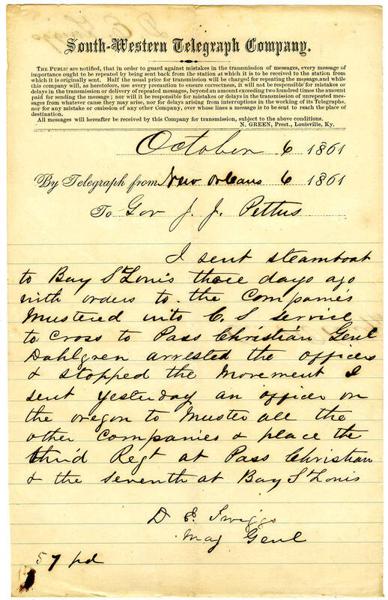 South-Western Telegraph Company.
THE PUBLIC are notified, that in order to guard against mistakes in the transmission of messages, every message of
importance ought to be repeated by being sent back from the station at which it is to be received to the station from
which it is originally sent. Half the usual price for transmission will be charged for repeating the message, and while
this company will, as heretofore, use every precaution to ensure correctness, it will not be responsible for mistakes or
delays in the transmission or delivery of repeated messages, beyond an amount exceeding two hundred times the amount
paid for sending the message; nor will it be responsible for mistakes or delays in the transmission of unrepeated mes-
sages from whatever cause they may arise, nor for delays arising from interruptions in the working of its Telegraphs,
nor for any mistake or omission of any other Company, over whose lines a message is to be sent to reach the place of
destination.
All messages will hereafter be received by this Company for transmission, subject to the above conditions.
N. GREEN, Prest., Louisville, Ky.
October 6 1861
By Telegraph from New Orleans 6 1861
To Gov J. J. Pettus
I sent steamboat
to Bay St Louis three days ago
with orders to the Companies
Mustered into C. S service
to cross to Pass Christian Genl
Dahlgren arrested the officers
& stopped the movement I
sent yesterday an officer on
the oregon to Muster all the
other Companies & place the
third Regt at Pass Christian
& the Seventh at Bay St Louis
D E. Twiggs
Maj Genl
57 pd